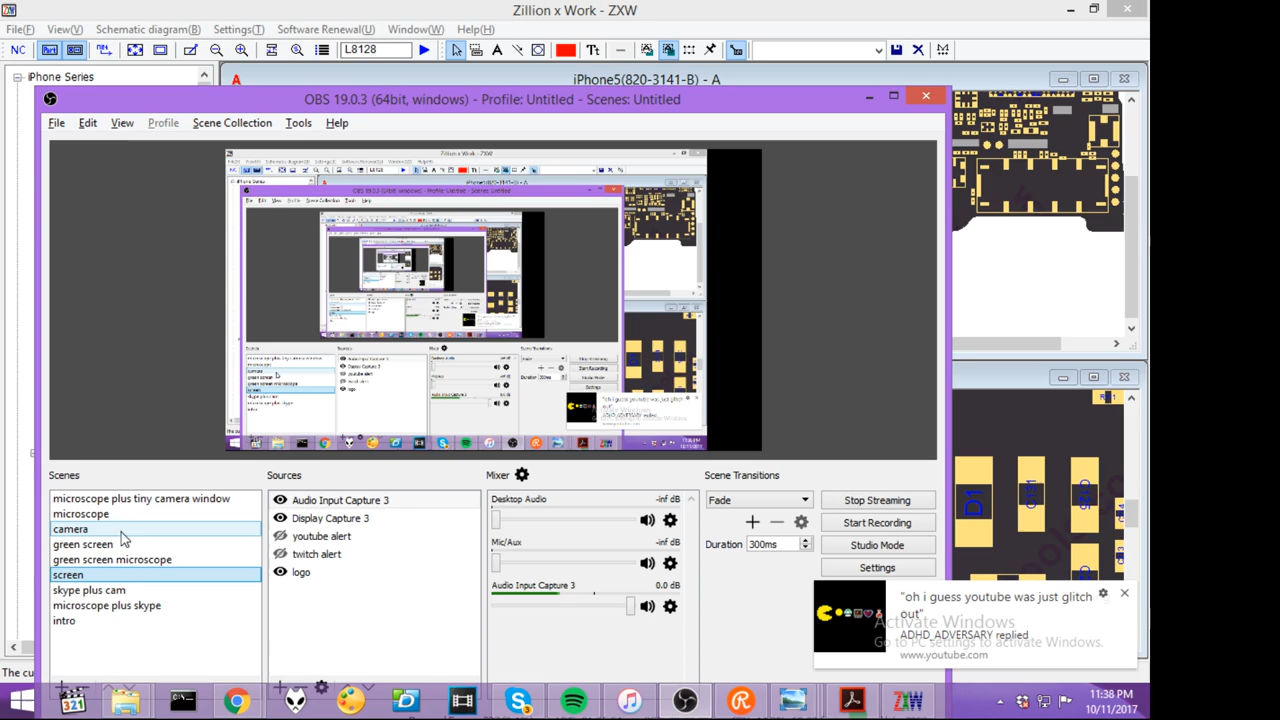 Zillion x Work - ZXW
File(F) View(V) Schematic diagram(B) Settings(T) Software Renewal(U) Window(W) Help(H)
NC L8128
iPhone Series
iPhone5(820-3141-B) - A
OBS 19.0.3 (64bit, windows) - Profile: Untitled - Scenes: Untitled
File Edit View Profile Scene Collection Tools Help
Scenes
microscope plus tiny camera window
microscope
camera
green screen
green screen microscope
screen
skype plus cam
microscope plus skype
intro
Sources
Audio Input Capture 3
Display Capture 3
youtube alert
twitch alert
logo
Mixer
Desktop Audio -inf dB
Mic/Aux -inf dB
Audio Input Capture 3 0.0 dB
Scene Transitions
Fade
Duration 300ms
Stop Streaming
Start Recording
Studio Mode
Settings
D1
"oh i guess youtube was just glitch
out"
ADHD_ADVERSARY replied
www.youtube.com
Activate Windows
Go to PC settings to activate Windows.
The cu
11:38 PM
10/11/2017